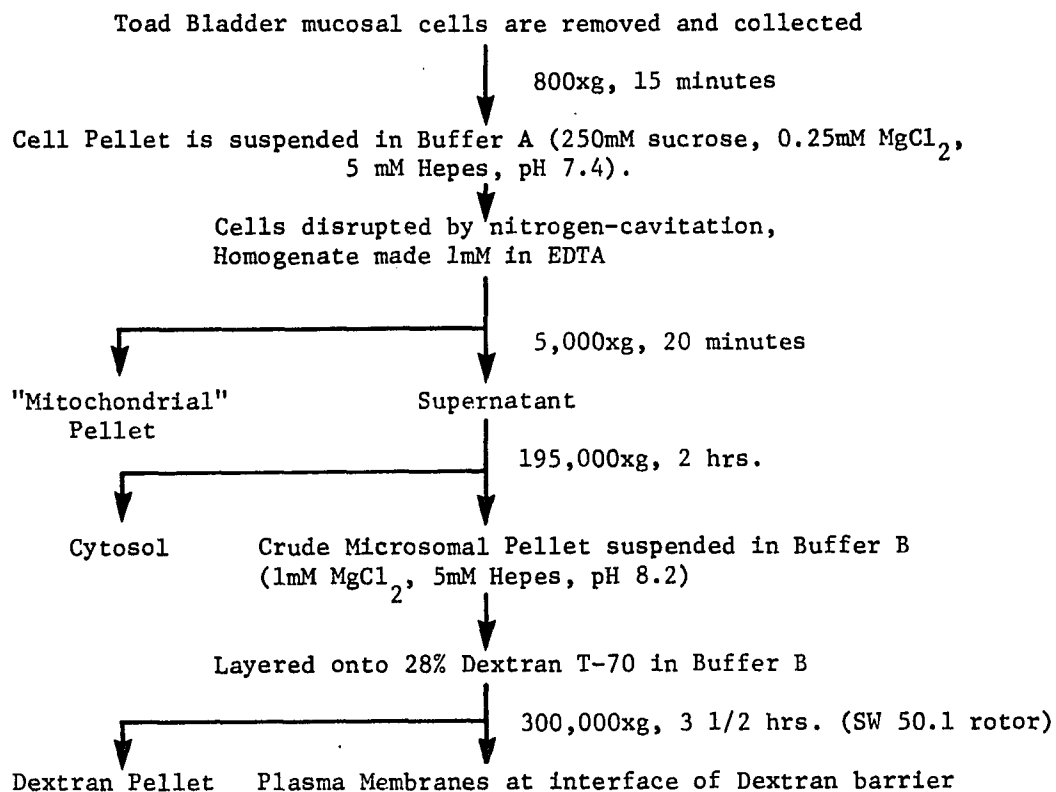 Toad Bladder mucosal cells are removed and collected
800xg, 15 minutes
Cell Pellet is suspended in Buffer A (250mM sucrose, 0.25mM MgCl2,
5 mM Hepes, pH 7.4).
Cells disrupted by nitrogen-cavitation,
Homogenate made 1mM in EDTA
5,000xg, 20 minutes
"Mitochondrial"
Pellet
Supernatant
195,000xg, 2 hrs.
Cytosol
Crude Microsomal Pellet suspended in Buffer B
(1mM MgCl2, 5mM Hepes, pH 8.2)
Layered onto 28% Dextran T-70 in Buffer B
300,000xg, 3 1/2 hrs. (SW 50.1 rotor)
Dextran Pellet
Plasma Membranes at interface of Dextran barrier